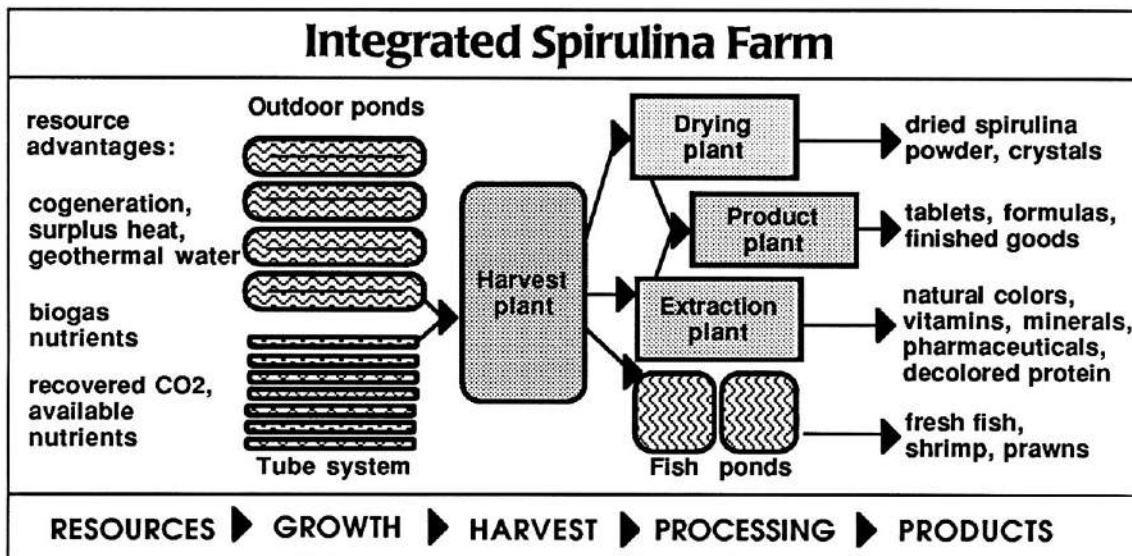 Integrated Spirulina Farm
resource
advantages:
cogeneration,
surplus heat,
geothermal water
biogas
nutrients
recovered CO2,
available
nutrients
Outdoor ponds
Tube system
Harvest
plant
Drying
plant
Product
plant
Extraction
plant
Fish ponds
dried spirulina
powder, crystals
tablets, formulas,
finished goods
natural colors,
vitamins, minerals,
pharmaceuticals,
decolored protein
fresh fish,
shrimp, prawns
RESOURCES GROWTH HARVEST PROCESSING PRODUCTS